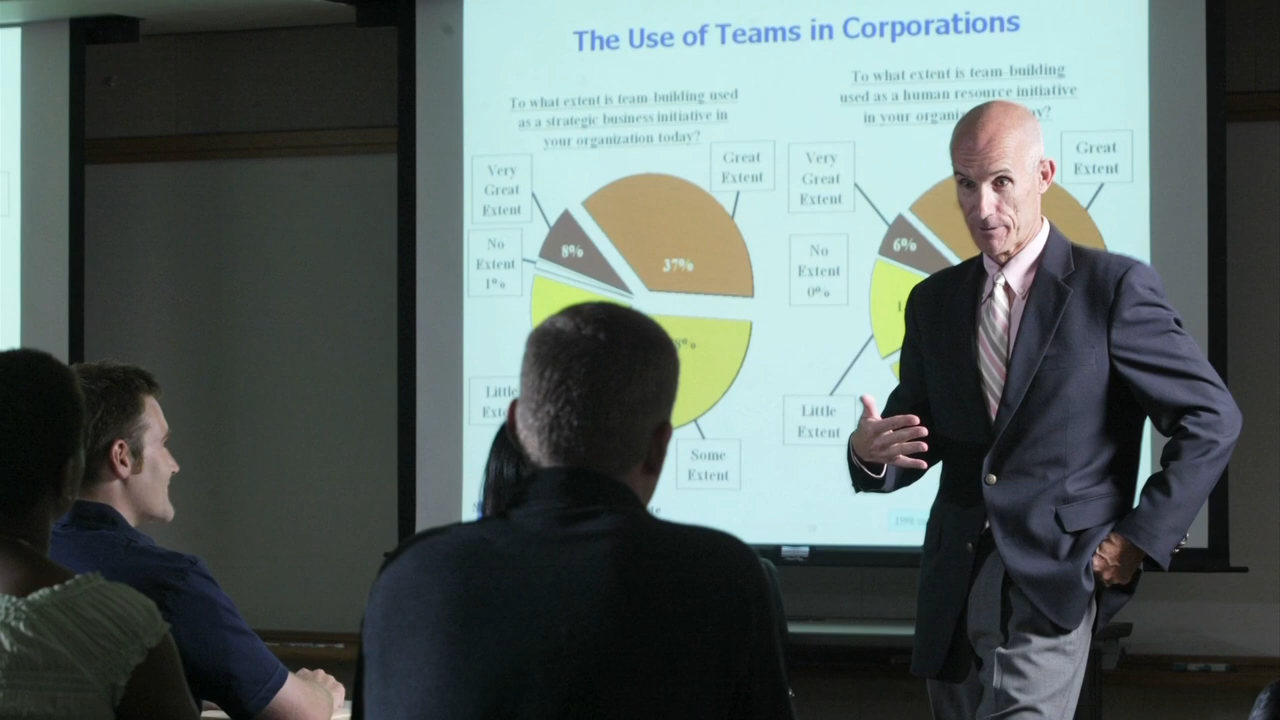 The Use of Teams in Corporations
To what extent is team-building used
as a strategic business initiative in
your organization today?
To what extent is team-building
used as a human resource initiative
in your
Very
Great
Extent
Great
Extent
No
Extent
1%
8%
37%
Little
Some
Extent
Very
Great
Extent
Great
Extent
No
Extent
0%
6%
Little
Extent